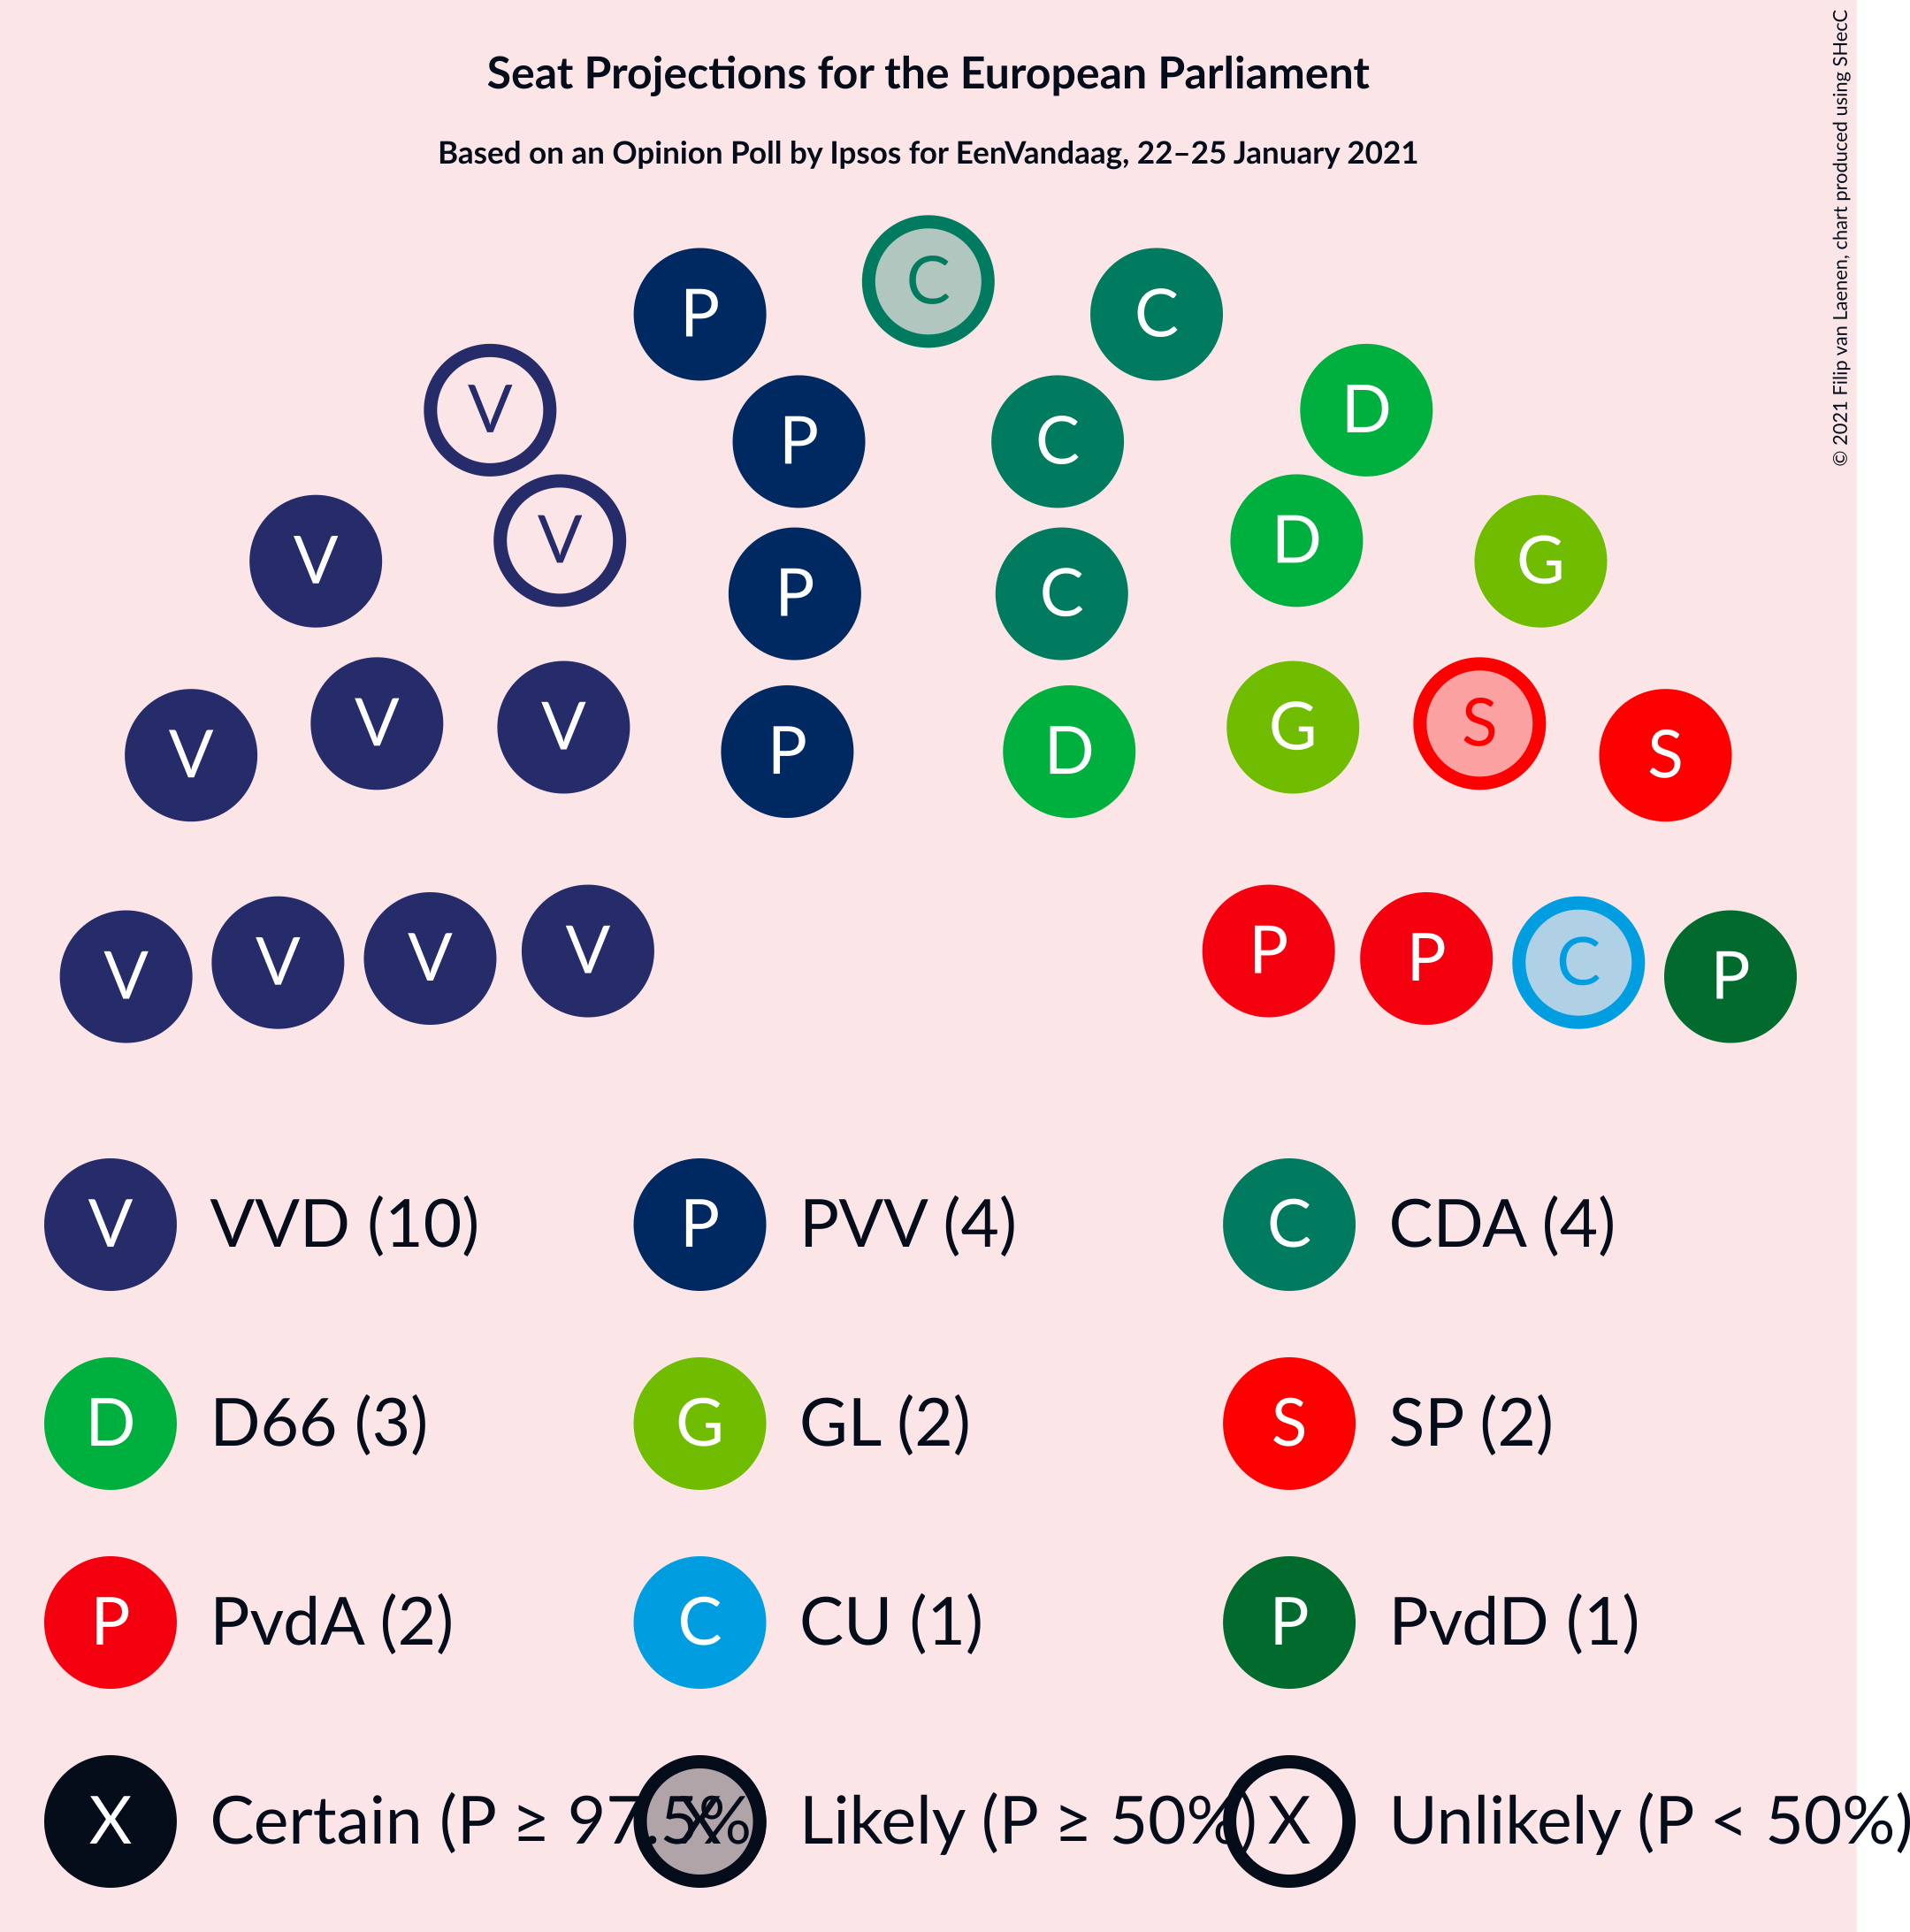 Seat Projections for the European Parliament
Based on an Opinion Poll by Ipsos for EenVandaag, 22–25 January 2021
© 2021 Filip van Laenen, chart produced using SHecC
C
P C
V D
P C
V D
V G
P C
V S
V G
P D
V S
V V V V
P P C P
V VVD (10) P PVV (4) C CDA (4)
D D66 (3) G GL (2) S SP (2)
P PvdA (2) C CU (1) P PvdD (1)
X Certain (P ≥ 97.5% X Likely (P ≥ 50%) X Unlikely (P < 50%)